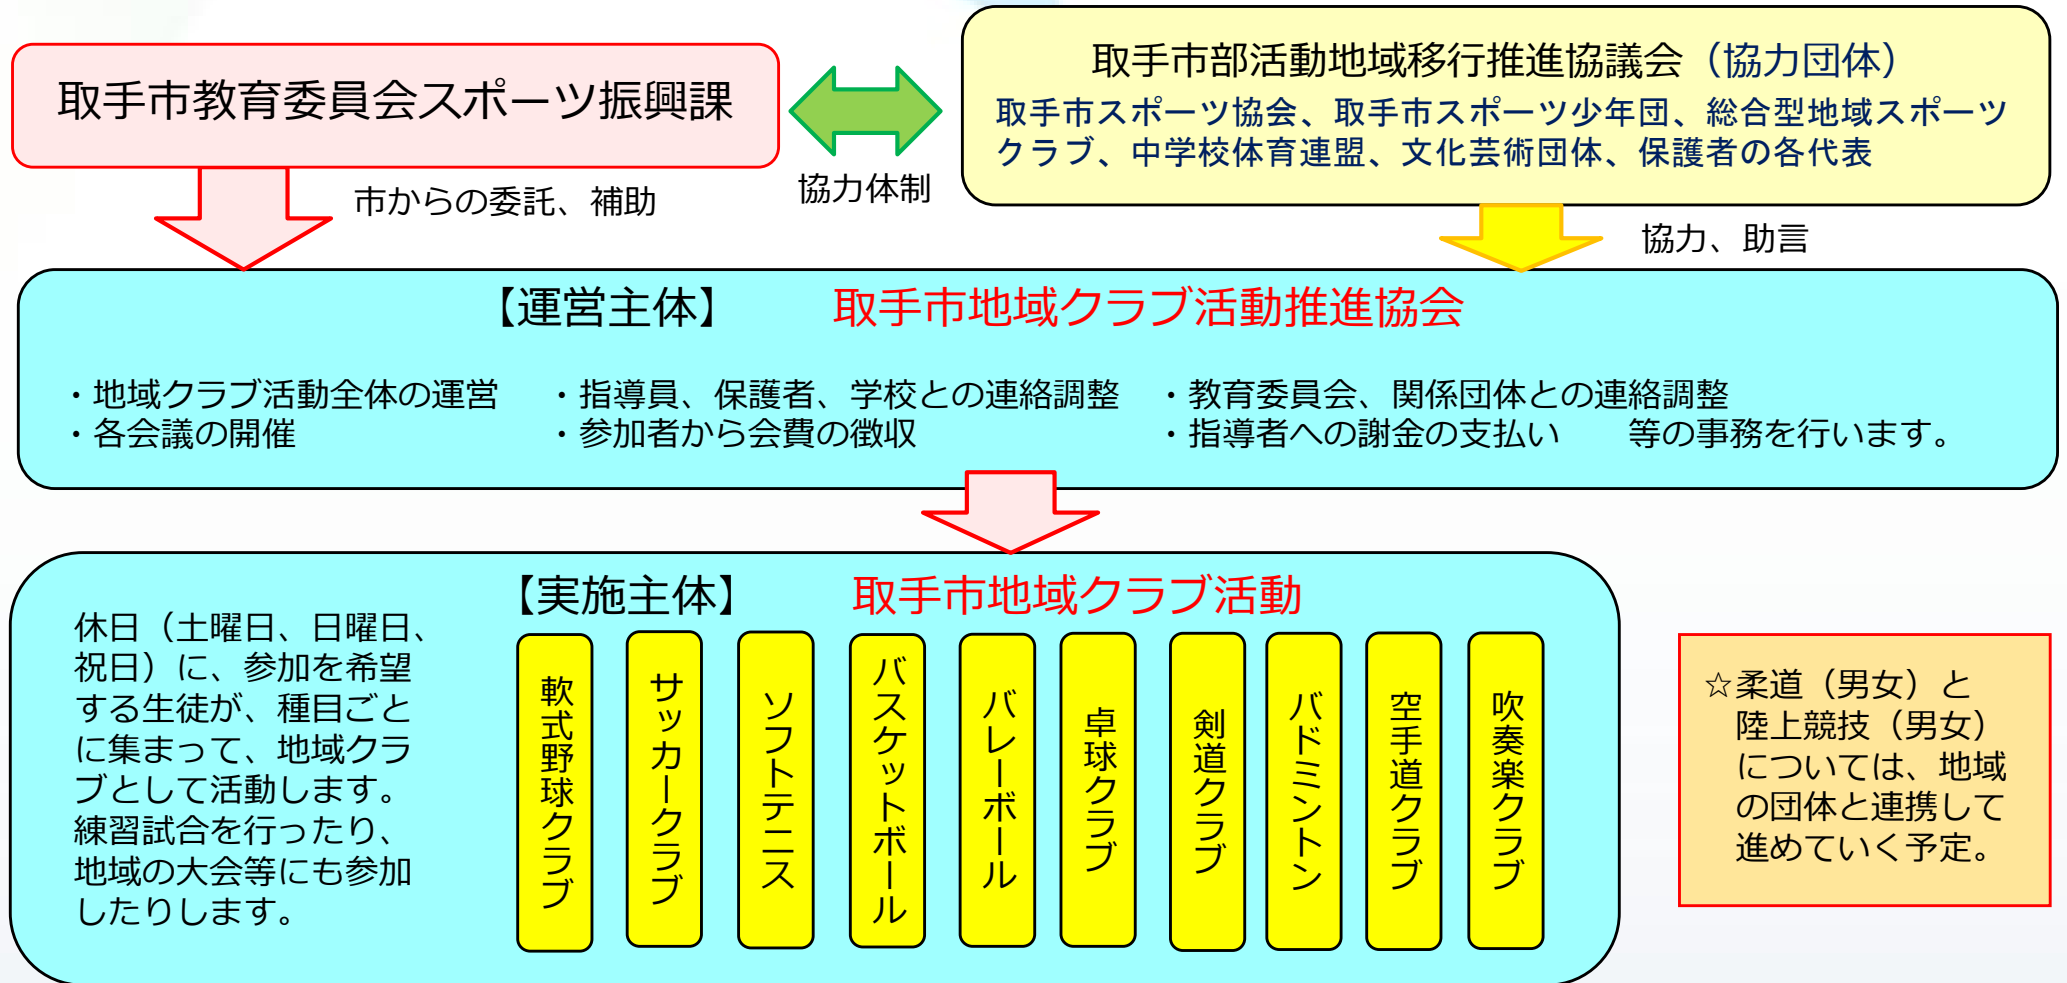 取手市教育委員会スポーツ振興課
取手市部活動地域移行推進協議会（協力団体）
取手市スポーツ協会、取手市スポーツ少年団、総合型地域スポーツ
クラブ、中学校体育連盟、文化芸術団体、保護者の各代表
協力体制
市からの委託、補助
協力、助言
【運営主体】　取手市地域クラブ活動推進協会
・地域クラブ活動全体の運営　・指導員、保護者、学校との連絡調整　・教育委員会、関係団体との連絡調整
・各会議の開催　・参加者から会費の徴収　・指導者への謝金の支払い　等の事務を行います。
【実施主体】　取手市地域クラブ活動
休日（土曜日、日曜日、
祝日）に、参加を希望
する生徒が、種目ごと
に集まって、地域クラ
ブとして活動します。
練習試合を行ったり、
地域の大会等にも参加
したりします。
軟式野球クラブ
サッカークラブ
ソフトテニス
バスケットボール
バレーボール
卓球クラブ
剣道クラブ
バドミントン
空手道クラブ
吹奏楽クラブ
☆柔道（男女）と
陸上競技（男女）
については、地域
の団体と連携して
進めていく予定。